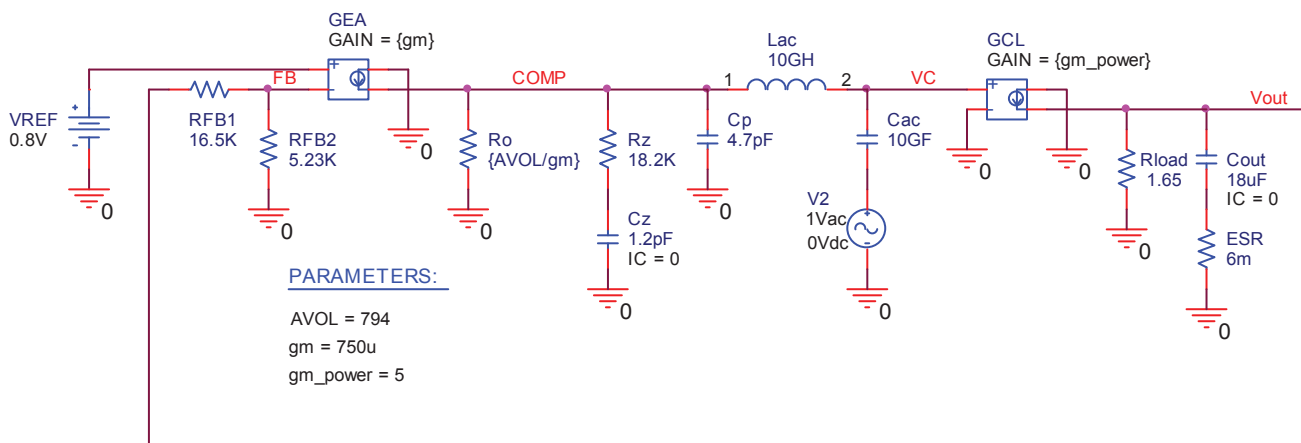 GEA
GAIN = {gm}
FB
COMP
Lac
10GH
1
2
VC
GCL
GAIN = {gm_power}
Vout
VREF
0.8V
RFB1
16.5K
RFB2
5.23K
Ro
{AVOL/gm}
Rz
18.2K
Cp
4.7pF
Cac
10GF
V2
1Vac
0Vdc
Rload
1.65
Cout
18uF
IC = 0
ESR
6m
Cz
1.2pF
IC = 0
0
0
0
0
0
0
0
0
0
0
0
PARAMETERS:
AVOL = 794
gm = 750u
gm_power = 5